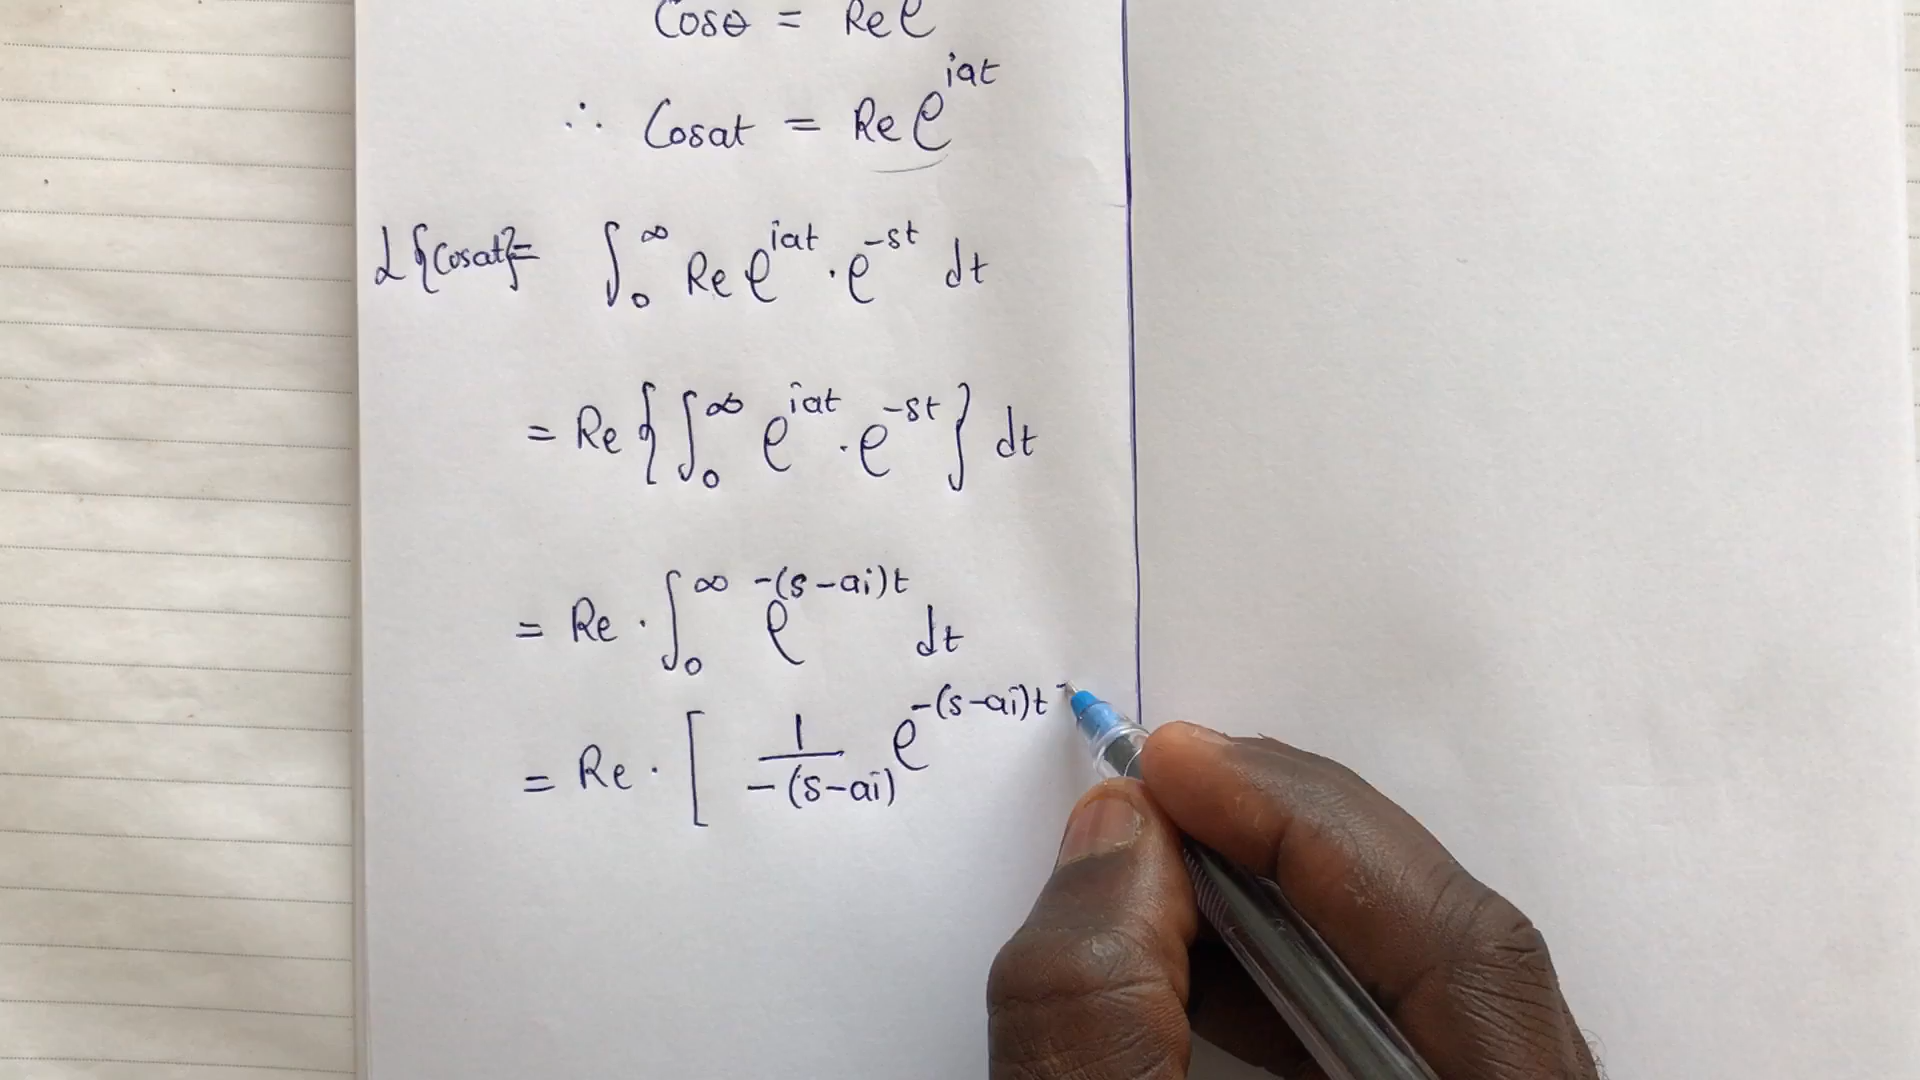 Cosθ = Re e
∴ Cosat = Re e^iat
L{Cosat} = ∫₀^∞ Re e^iat . e^-st dt
= Re { ∫₀^∞ e^iat . e^-st } dt
= Re . ∫₀^∞ e^-(s-ai)t dt
= Re . [ 1/-(s-ai) e^-(s-ai)t